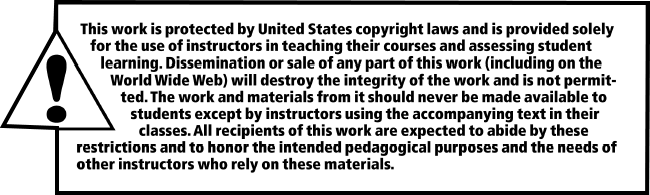 This work is protected by United States copyright laws and is provided solely
for the use of instructors in teaching their courses and assessing student
learning. Dissemination or sale of any part of this work (including on the
World Wide Web) will destroy the integrity of the work and is not permit-
ted. The work and materials from it should never be made available to
students except by instructors using the accompanying text in their
classes. All recipients of this work are expected to abide by these
restrictions and to honor the intended pedagogical purposes and the needs of
other instructors who rely on these materials.